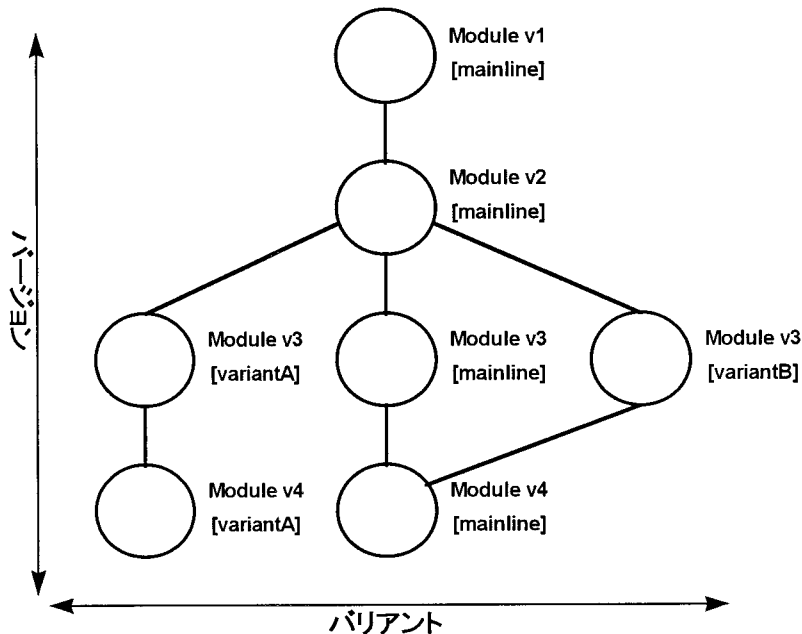 Module v1
[mainline]
Module v2
[mainline]
バージョン
Module v3
[variantA]
Module v3
[mainline]
Module v3
[variantB]
Module v4
[variantA]
Module v4
[mainline]
バリアント